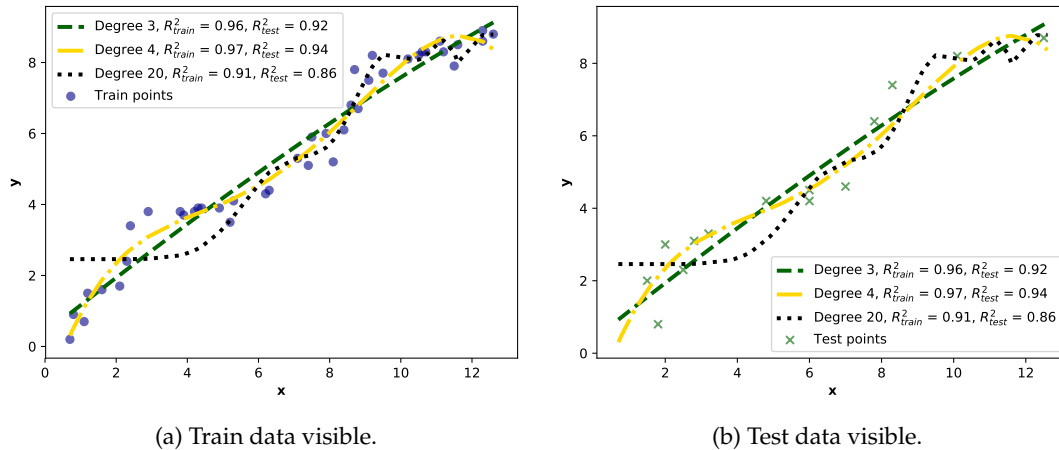 Degree 3, R²train = 0.96, R²test = 0.92
Degree 4, R²train = 0.97, R²test = 0.94
Degree 20, R²train = 0.91, R²test = 0.86
Train points
8
6
4
2
0
y
0 2 4 6 8 10 12
x
(a) Train data visible.
8
6
4
2
0
y
Degree 3, R²train = 0.96, R²test = 0.92
Degree 4, R²train = 0.97, R²test = 0.94
Degree 20, R²train = 0.91, R²test = 0.86
Test points
2 4 6 8 10 12
x
(b) Test data visible.